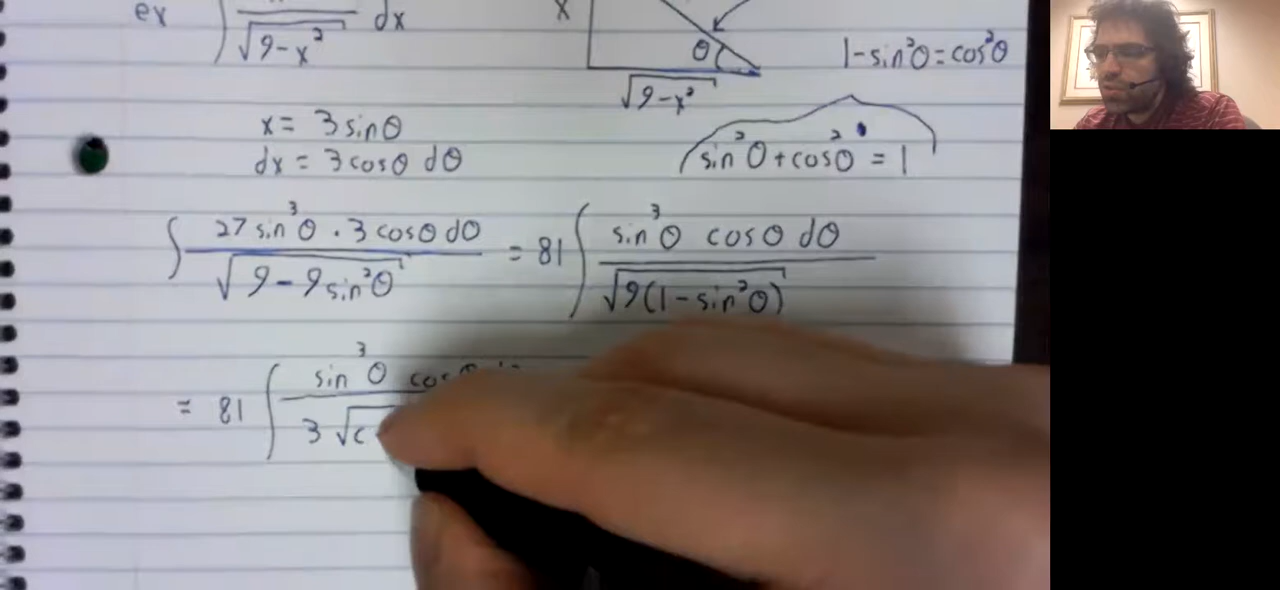 ex ∫ / √9-x² dx
x
θ
√9-x²
1-sin²θ=cos²θ
x = 3sinθ
dx = 3cosθ dθ
sin²θ+cos²θ = 1
∫ 27sin³θ · 3cosθ dθ / √9-9sin²θ = 81 ∫ sin³θ cosθ dθ / √9(1-sin²θ)
= 81 ∫ sin³θ cosθ / 3√c